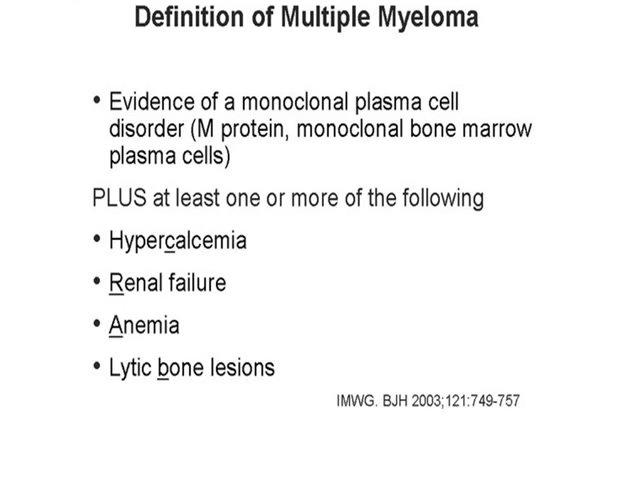 Definition of Multiple Myeloma
• Evidence of a monoclonal plasma cell
disorder (M protein, monoclonal bone marrow
plasma cells)
PLUS at least one or more of the following
• Hypercalcemia
• Renal failure
• Anemia
• Lytic bone lesions
IMWG. BJH 2003;121:749-757